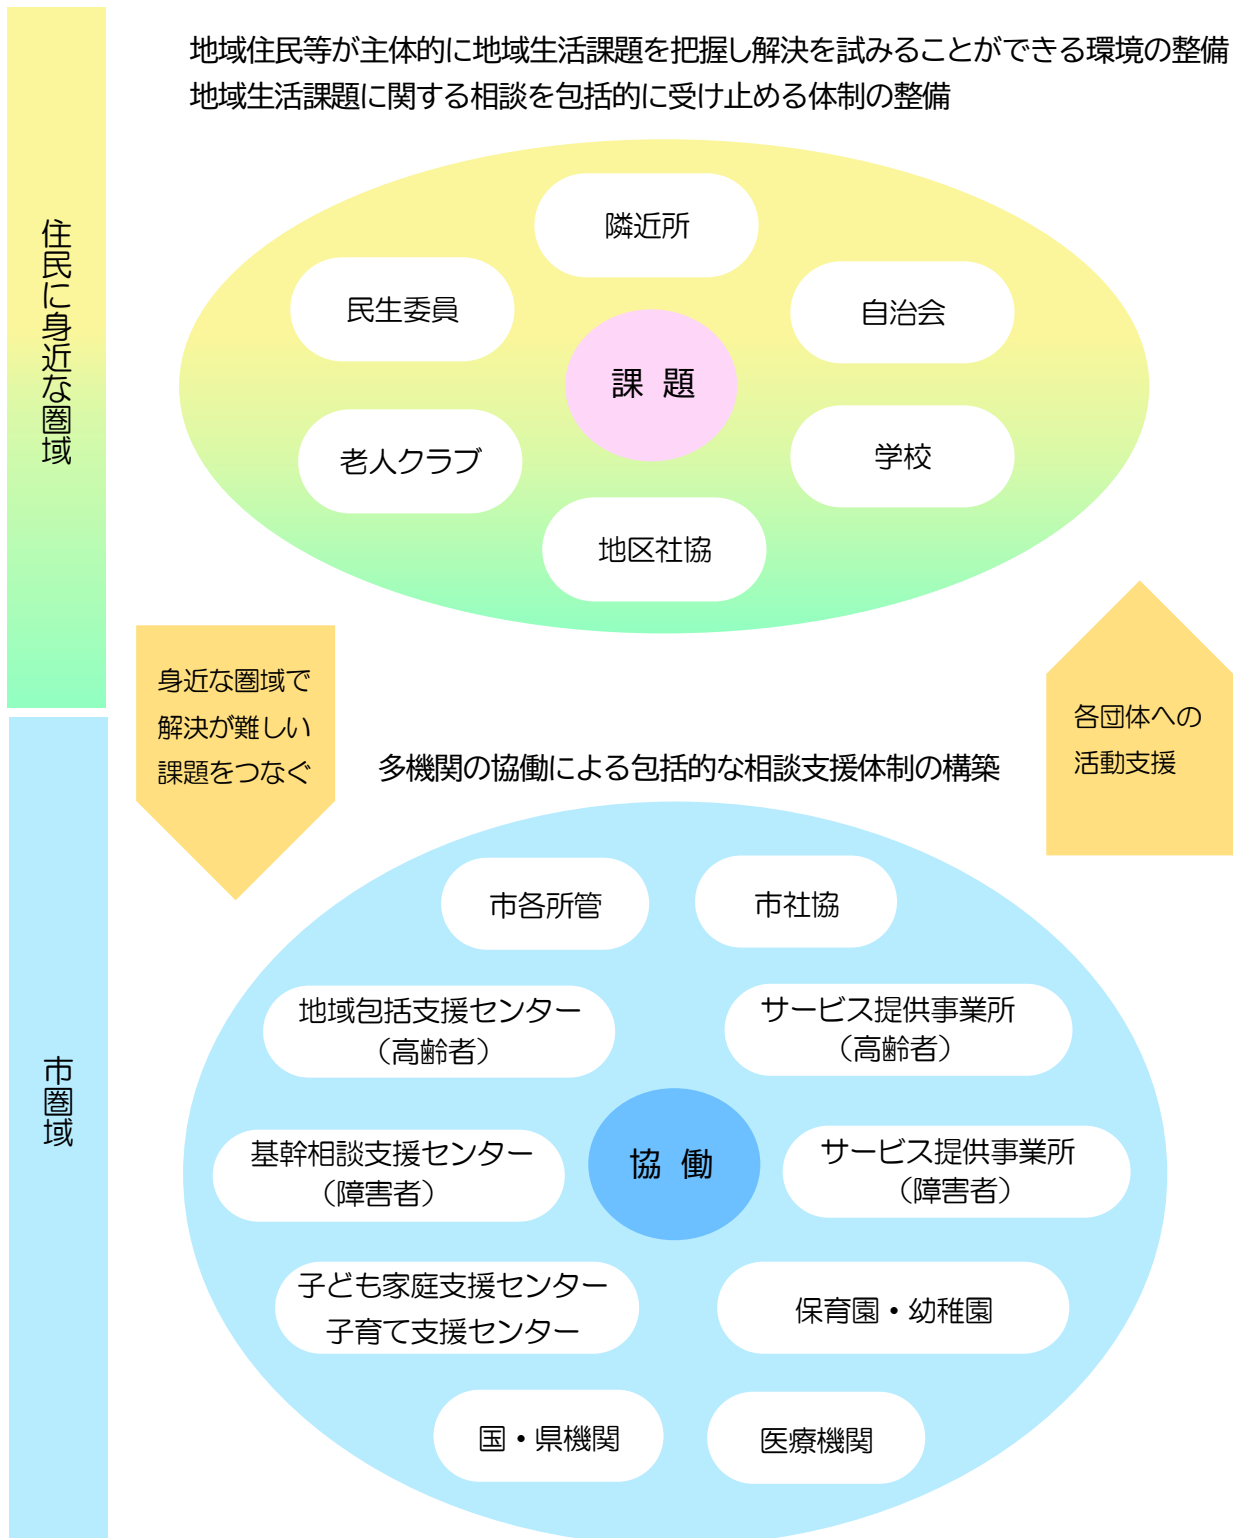 地域住民等が主体的に地域生活課題を把握し解決を試みることができる環境の整備
地域生活課題に関する相談を包括的に受け止める体制の整備
住民に身近な圏域
隣近所
民生委員
自治会
課 題
老人クラブ
学校
地区社協
身近な圏域で
解決が難しい
課題をつなぐ
各団体への
活動支援
市圏域
多機関の協働による包括的な相談支援体制の構築
市各所管
市社協
地域包括支援センター
（高齢者）
サービス提供事業所
（高齢者）
基幹相談支援センター
（障害者）
協 働
サービス提供事業所
（障害者）
子ども家庭支援センター
子育て支援センター
保育園・幼稚園
国・県機関
医療機関